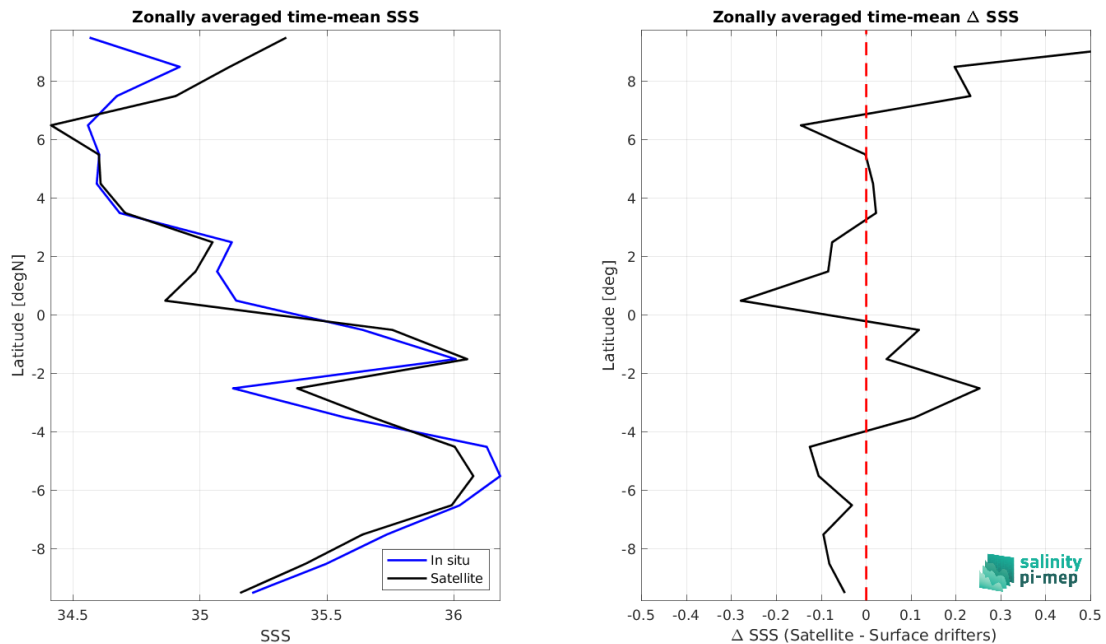 Zonally averaged time-mean SSS
Latitude [degN]
8
6
4
2
0
-2
-4
-6
-8
34.5 35 35.5 36
SSS
In situ
Satellite
Zonally averaged time-mean Δ SSS
Latitude [deg]
8
6
4
2
0
-2
-4
-6
-8
-0.5 -0.4 -0.3 -0.2 -0.1 0 0.1 0.2 0.3 0.4 0.5
Δ SSS (Satellite - Surface drifters)
salinity
pi-mep